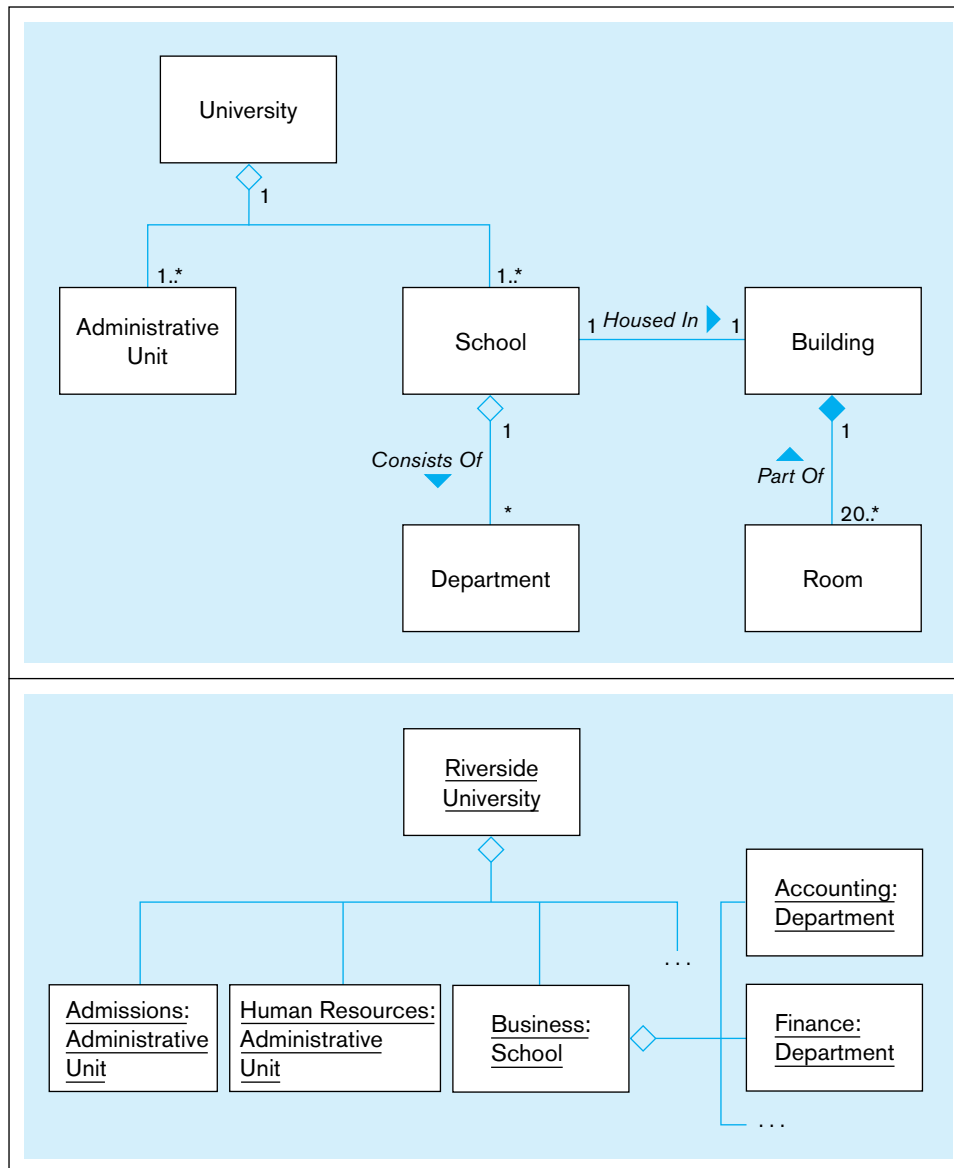 University
1
1..*
1..*
Administrative
Unit
School
1
Housed In
1
Building
1
Consists Of
*
1
Part Of
20..*
Department
Room
Riverside
University
. . .
Admissions:
Administrative
Unit
Human Resources:
Administrative
Unit
Business:
School
Accounting:
Department
Finance:
Department
. . .